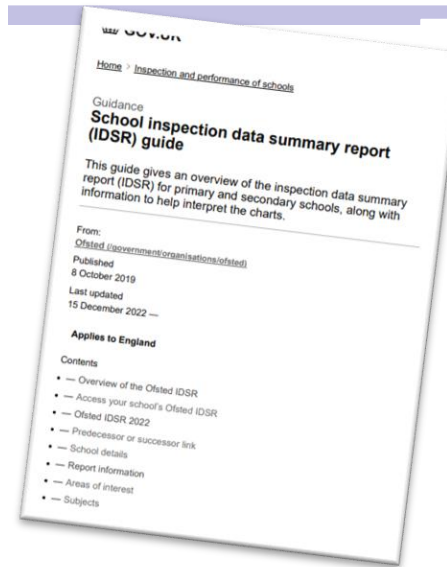 GOV.UK
Home > Inspection and performance of schools
Guidance
School inspection data summary report
(IDSR) guide
This guide gives an overview of the inspection data summary
report (IDSR) for primary and secondary schools, along with
information to help interpret the charts.
From:
Ofsted (/government/organisations/ofsted)
Published
8 October 2019
Last updated
15 December 2022 —
Applies to England
Contents
• — Overview of the Ofsted IDSR
• — Access your school's Ofsted IDSR
• — Ofsted IDSR 2022
• — Predecessor or successor link
• — School details
• — Report information
• — Areas of interest
• — Subjects